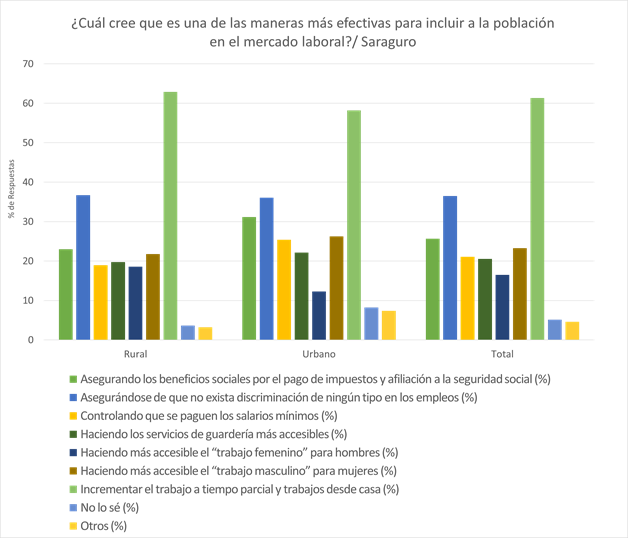 ¿Cuál cree que es una de las maneras más efectivas para incluir a la población
en el mercado laboral?/ Saraguro
70
60
50
40
30
20
10
0
% de Respuestas
Rural
Urbano
Total
Asegurando los beneficios sociales por el pago de impuestos y afiliación a la seguridad social (%)
Asegurándose de que no exista discriminación de ningún tipo en los empleos (%)
Controlando que se paguen los salarios mínimos (%)
Haciendo los servicios de guardería más accesibles (%)
Haciendo más accesible el “trabajo femenino” para hombres (%)
Haciendo más accesible el “trabajo masculino” para mujeres (%)
Incrementar el trabajo a tiempo parcial y trabajos desde casa (%)
No lo sé (%)
Otros (%)